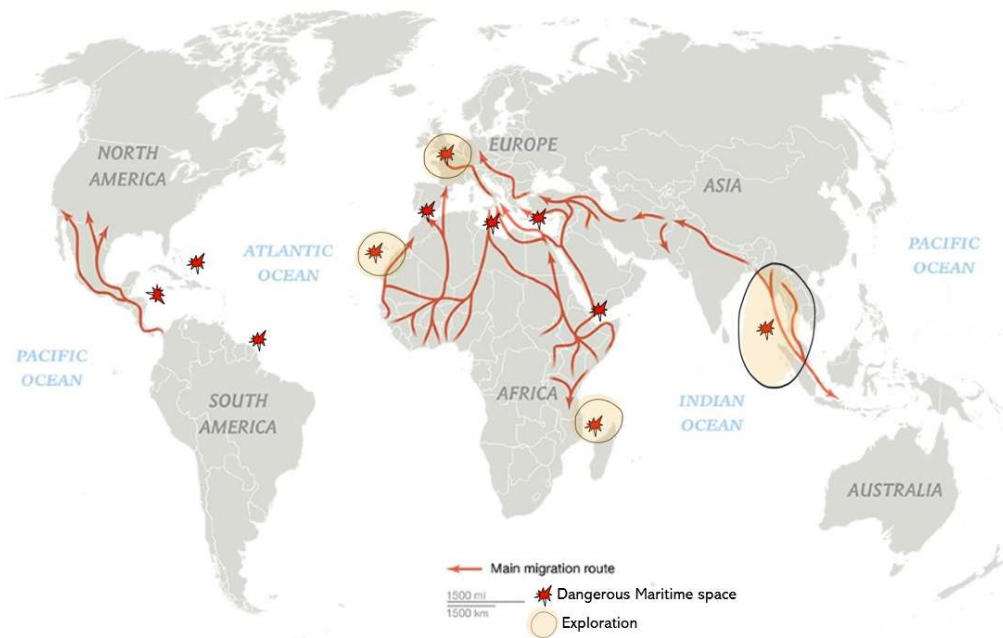 NORTH
AMERICA
EUROPE
ASIA
ATLANTIC
OCEAN
PACIFIC
OCEAN
PACIFIC
OCEAN
AFRICA
SOUTH
AMERICA
INDIAN
OCEAN
AUSTRALIA
Main migration route
1500 mi
1500 km
Dangerous Maritime space
Exploration